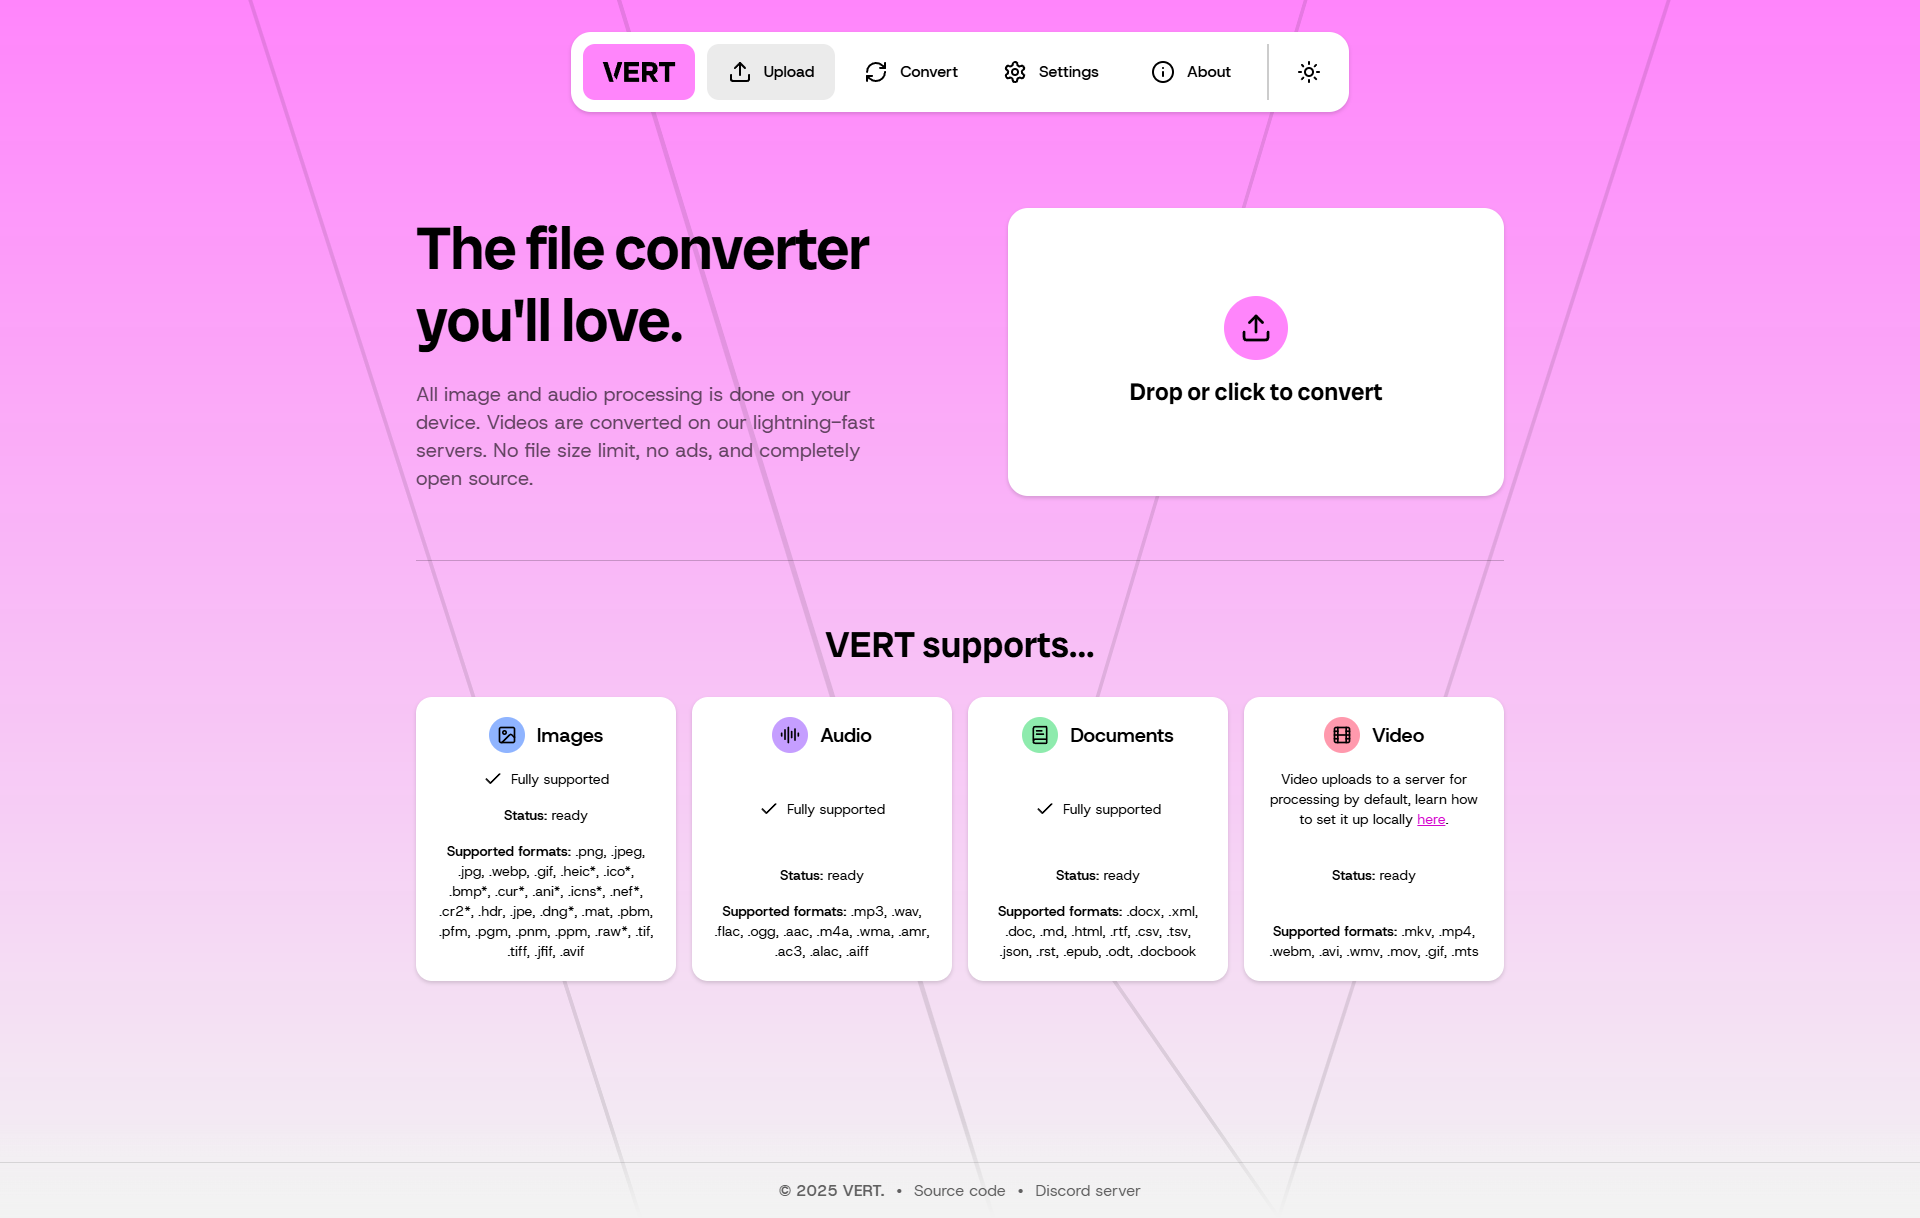 VERT
Upload
Convert
Settings
About
The file converter
you'll love.
All image and audio processing is done on your
device. Videos are converted on our lightning-fast
servers. No file size limit, no ads, and completely
open source.
Drop or click to convert
VERT supports...
Images
Fully supported
Status: ready
Supported formats: .png, .jpeg,
.jpg, .webp, .gif, .heic*, .ico*,
.bmp*, .cur*, .ani*, .icns*, .nef*,
.cr2*, .hdr, .jpe, .dng*, .mat, .pbm,
.pfm, .pgm, .pnm, .ppm, .raw*, .tif,
.tiff, .jfif, .avif
Audio
Fully supported
Status: ready
Supported formats: .mp3, .wav,
.flac, .ogg, .aac, .m4a, .wma, .amr,
.ac3, .alac, .aiff
Documents
Fully supported
Status: ready
Supported formats: .docx, .xml,
.doc, .md, .html, .rtf, .csv, .tsv,
.json, .rst, .epub, .odt, .docbook
Video
Video uploads to a server for
processing by default, learn how
to set it up locally here.
Status: ready
Supported formats: .mkv, .mp4,
.webm, .avi, .wmv, .mov, .gif, .mts
© 2025 VERT. • Source code • Discord server